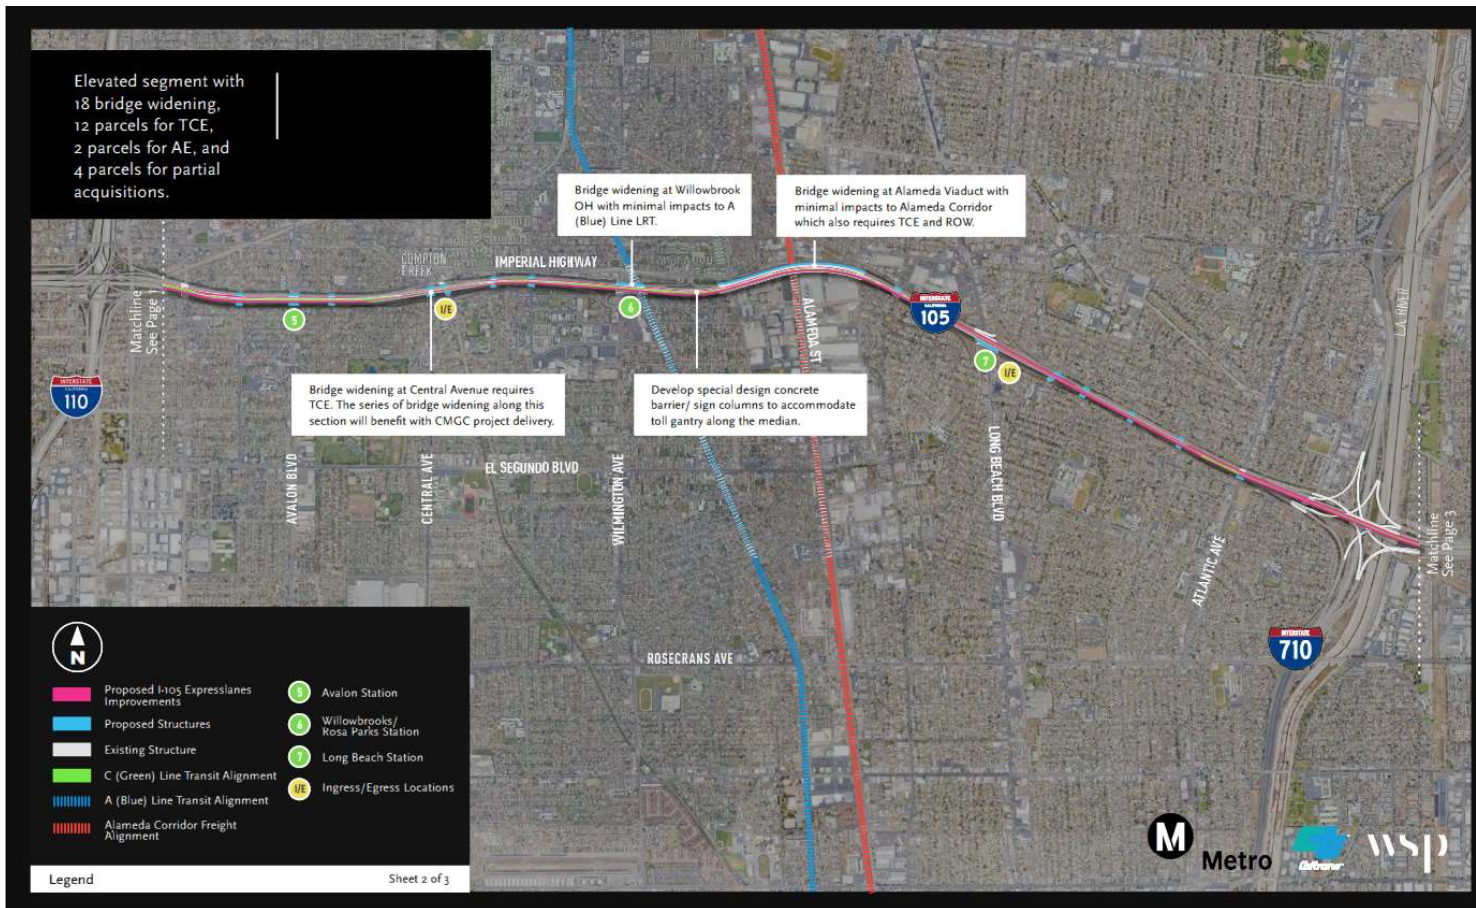 Elevated segment with
18 bridge widening,
12 parcels for TCE,
2 parcels for AE, and
4 parcels for partial
acquisitions.
Bridge widening at Willowbrook
OH with minimal impacts to A
(Blue) Line LRT.
Bridge widening at Alameda Viaduct with
minimal impacts to Alameda Corridor
which also requires TCE and ROW.
COMPTON
CREEK
IMPERIAL HIGHWAY
Matchline
See Page 1
5
I/E
6
ALAMEDA ST
INTERSTATE
CALIFORNIA
105
L.A. RIVER
7
I/E
INTERSTATE
CALIFORNIA
110
Bridge widening at Central Avenue requires
TCE. The series of bridge widening along this
section will benefit with CMGC project delivery.
Develop special design concrete
barrier/ sign columns to accommodate
toll gantry along the median.
AVALON BLVD
CENTRAL AVE
EL SEGUNDO BLVD
WILMINGTON AVE
LONG BEACH BLVD
ATLANTIC AVE
Matchline
See Page 3
ROSECRANS AVE
INTERSTATE
710
N
Proposed I-105 Expresslanes
Improvements
Proposed Structures
Existing Structure
C (Green) Line Transit Alignment
A (Blue) Line Transit Alignment
Alameda Corridor Freight
Alignment
5 Avalon Station
6 Willowbrooks/
Rosa Parks Station
7 Long Beach Station
I/E Ingress/Egress Locations
Legend
Sheet 2 of 3
M Metro
Caltrans
wsp